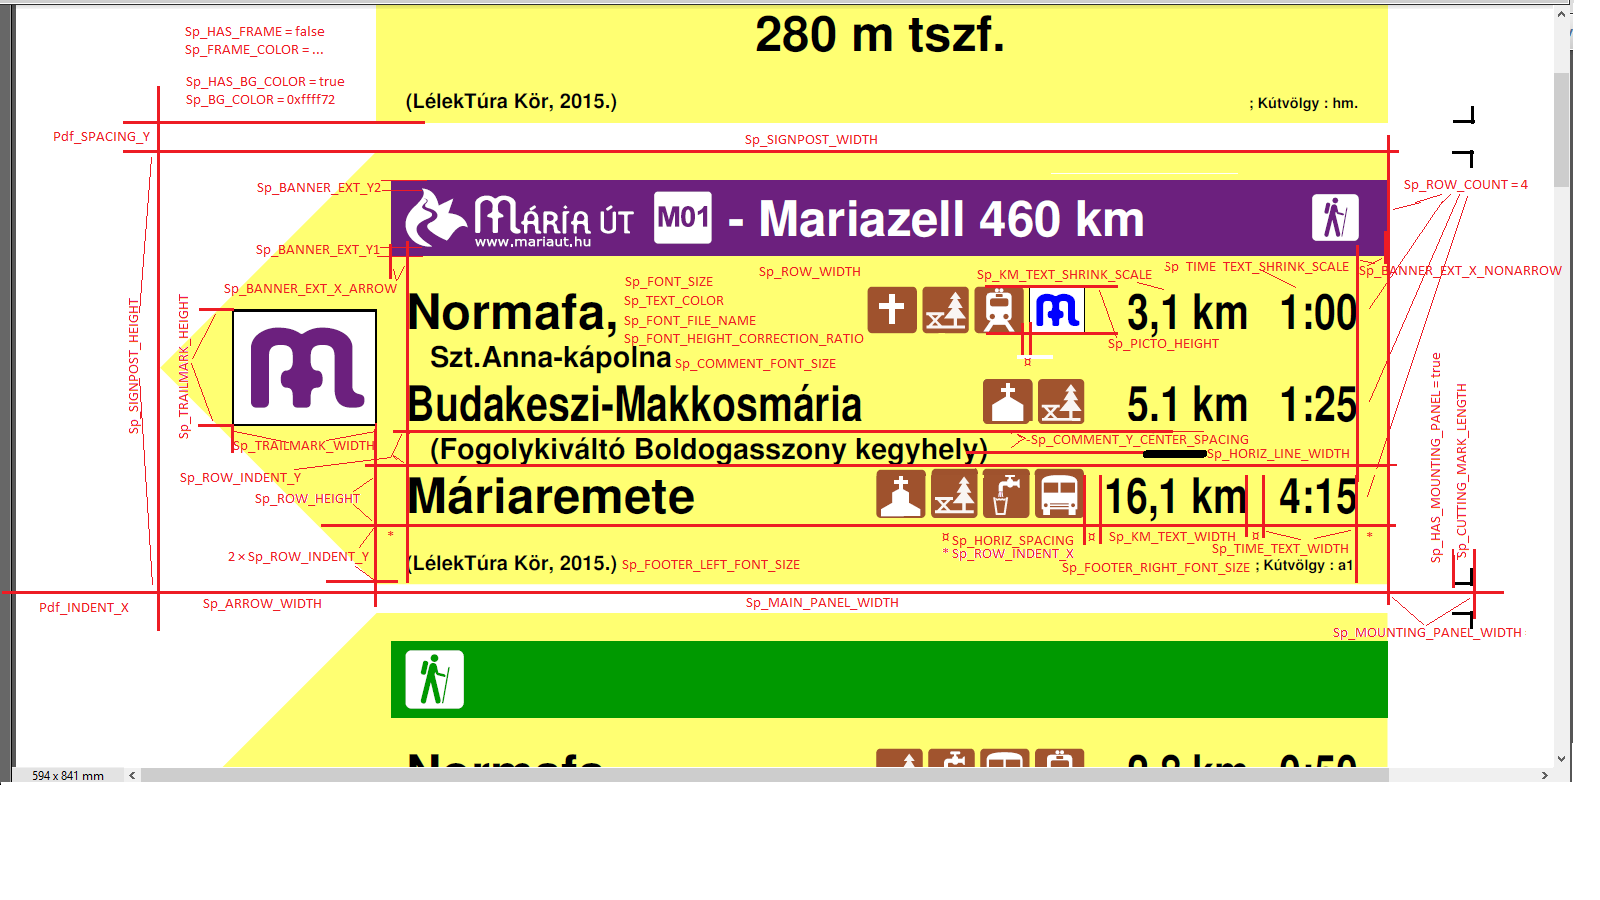 Sp_HAS_FRAME = false
Sp_FRAME_COLOR = ...
280 m tszf.
Sp_HAS_BG_COLOR = true
Sp_BG_COLOR = 0xffff72
(LélekTúra Kör, 2015.)
; Kútvölgy : hm.
Pdf_SPACING_Y
Sp_SIGNPOST_WIDTH
Sp_BANNER_EXT_Y2
Sp_ROW_COUNT = 4
mÁRIA ÚT M01 - Mariazell 460 km
www.mariaut.hu
Sp_BANNER_EXT_Y1
Sp_ROW_WIDTH
Sp_KM_TEXT_SHRINK_SCALE
Sp_TIME_TEXT_SHRINK_SCALE
Sp_BANNER_EXT_X_NONARROW
Sp_BANNER_EXT_X_ARROW
Sp_FONT_SIZE
Sp_TEXT_COLOR
Sp_FONT_FILE_NAME
Sp_FONT_HEIGHT_CORRECTION_RATIO
Normafa, m 3,1 km 1:00
Sp_PICTO_HEIGHT
Szt.Anna-kápolna
Sp_COMMENT_FONT_SIZE
¤
Sp_SIGNPOST_HEIGHT
Sp_TRAILMARK_HEIGHT
m
Budakeszi-Makkosmária 5.1 km 1:25
Sp_HAS_MOUNTING_PANEL = true
Sp_CUTTING_MARK_LENGTH
Sp_TRAILMARK_WIDTH
(Fogolykiváltó Boldogasszony kegyhely)
Sp_COMMENT_Y_CENTER_SPACING
Sp_HORIZ_LINE_WIDTH
Sp_ROW_INDENT_Y
Sp_ROW_HEIGHT
Máriaremete 16,1 km 4:15
*
¤ Sp_HORIZ_SPACING
¤
Sp_KM_TEXT_WIDTH
¤
*
* Sp_ROW_INDENT_X
Sp_TIME_TEXT_WIDTH
2 × Sp_ROW_INDENT_Y
(LélekTúra Kör, 2015.)
Sp_FOOTER_LEFT_FONT_SIZE
Sp_FOOTER_RIGHT_FONT_SIZE
; Kútvölgy : a1
Pdf_INDENT_X
Sp_ARROW_WIDTH
Sp_MAIN_PANEL_WIDTH
Sp_MOUNTING_PANEL_WIDTH
594 x 841 mm